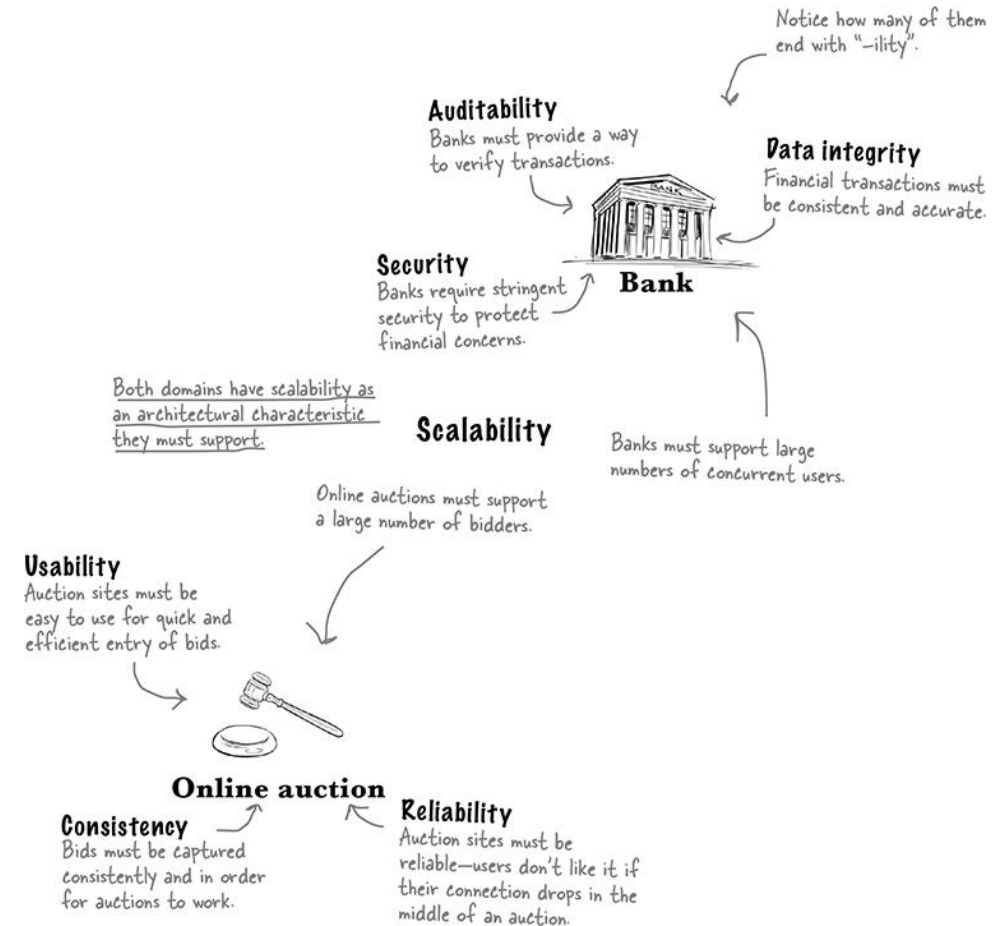 Notice how many of them
end with “-ility”.
Auditability
Banks must provide a way
to verify transactions.
Data integrity
Financial transactions must
be consistent and accurate.
BANK
Security
Banks require stringent
security to protect
financial concerns.
Bank
Both domains have scalability as
an architectural characteristic
they must support.
Scalability
Banks must support large
numbers of concurrent users.
Online auctions must support
a large number of bidders.
Usability
Auction sites must be
easy to use for quick and
efficient entry of bids.
Online auction
Consistency
Bids must be captured
consistently and in order
for auctions to work.
Reliability
Auction sites must be
reliable—users don’t like it if
their connection drops in the
middle of an auction.